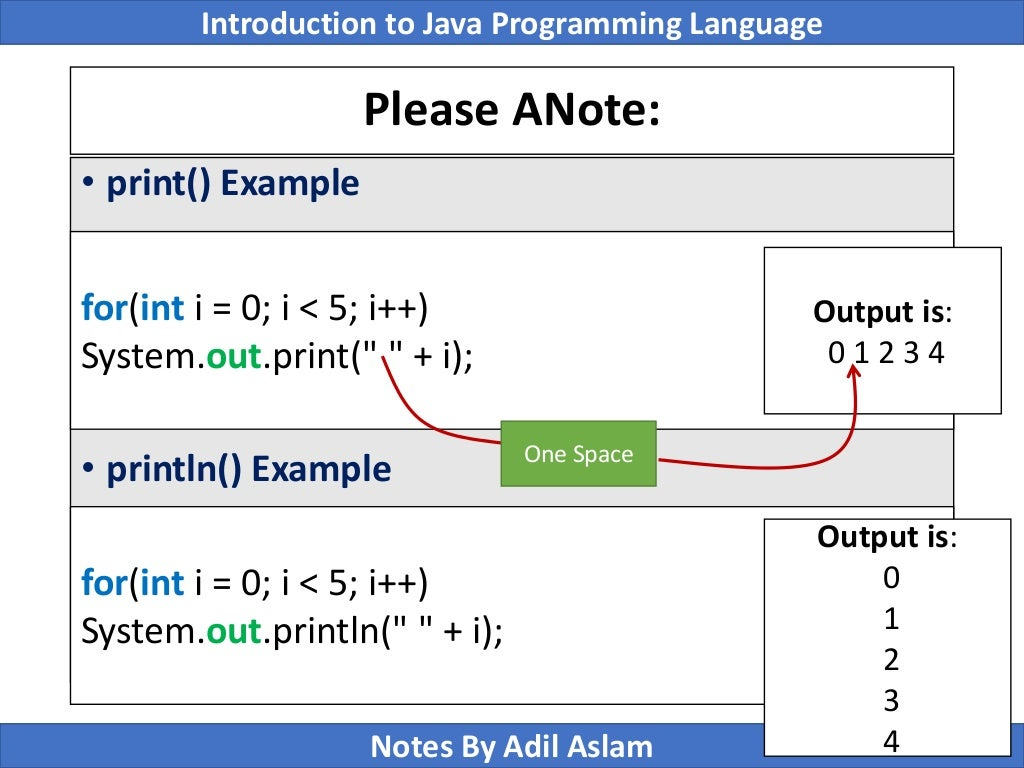 Introduction to Java Programming Language
Please ANote:
• print() Example
for(int i = 0; i < 5; i++)
System.out.print(" " + i);
Output is:
0 1 2 3 4
One Space
• println() Example
for(int i = 0; i < 5; i++)
System.out.println(" " + i);
Output is:
0
1
2
3
4
Notes By Adil Aslam